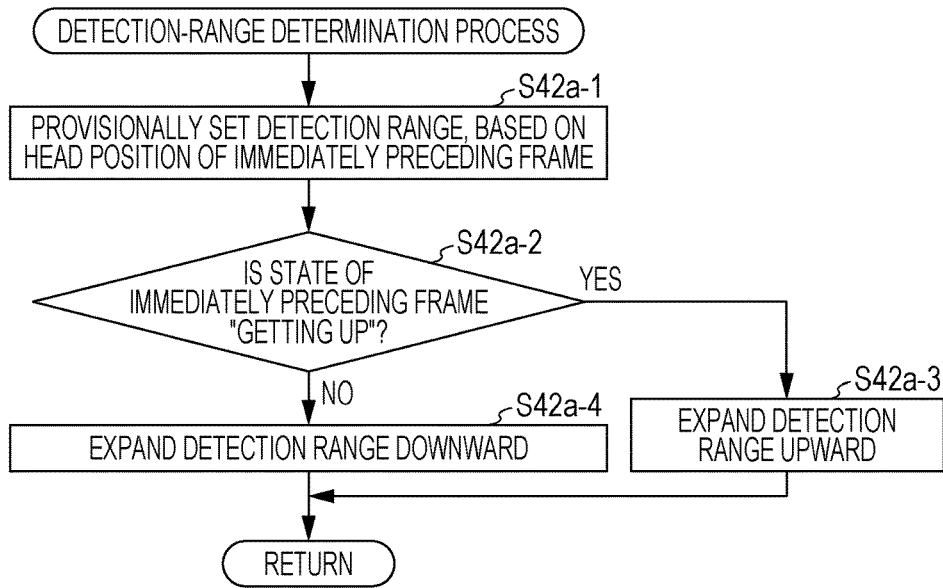 DETECTION-RANGE DETERMINATION PROCESS
S42a-1
PROVISIONALLY SET DETECTION RANGE, BASED ON
HEAD POSITION OF IMMEDIATELY PRECEDING FRAME
S42a-2
IS STATE OF
IMMEDIATELY PRECEDING FRAME
"GETTING UP"?
YES
NO
S42a-3
EXPAND DETECTION
RANGE UPWARD
S42a-4
EXPAND DETECTION RANGE DOWNWARD
RETURN